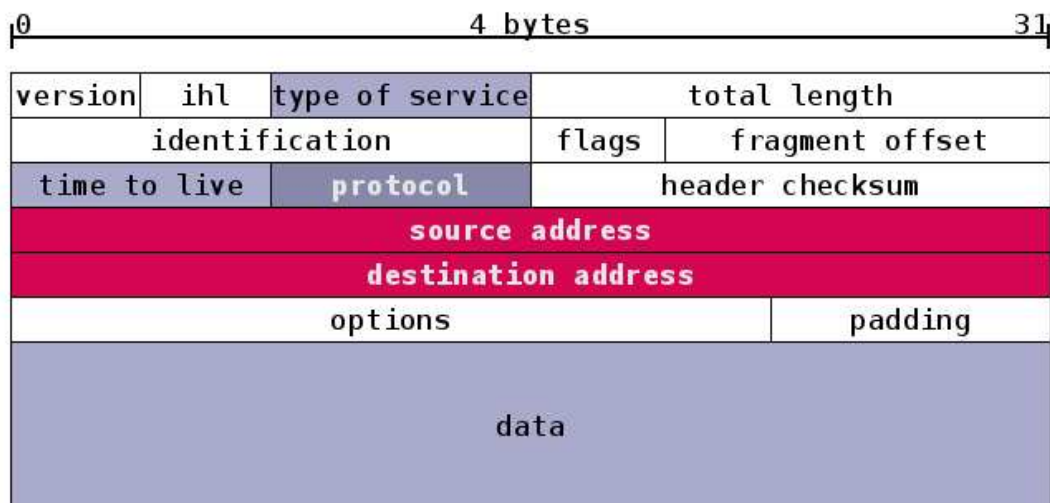 0 4 bytes 31
version ihl type of service total length
identification flags fragment offset
time to live protocol header checksum
source address
destination address
options padding
data